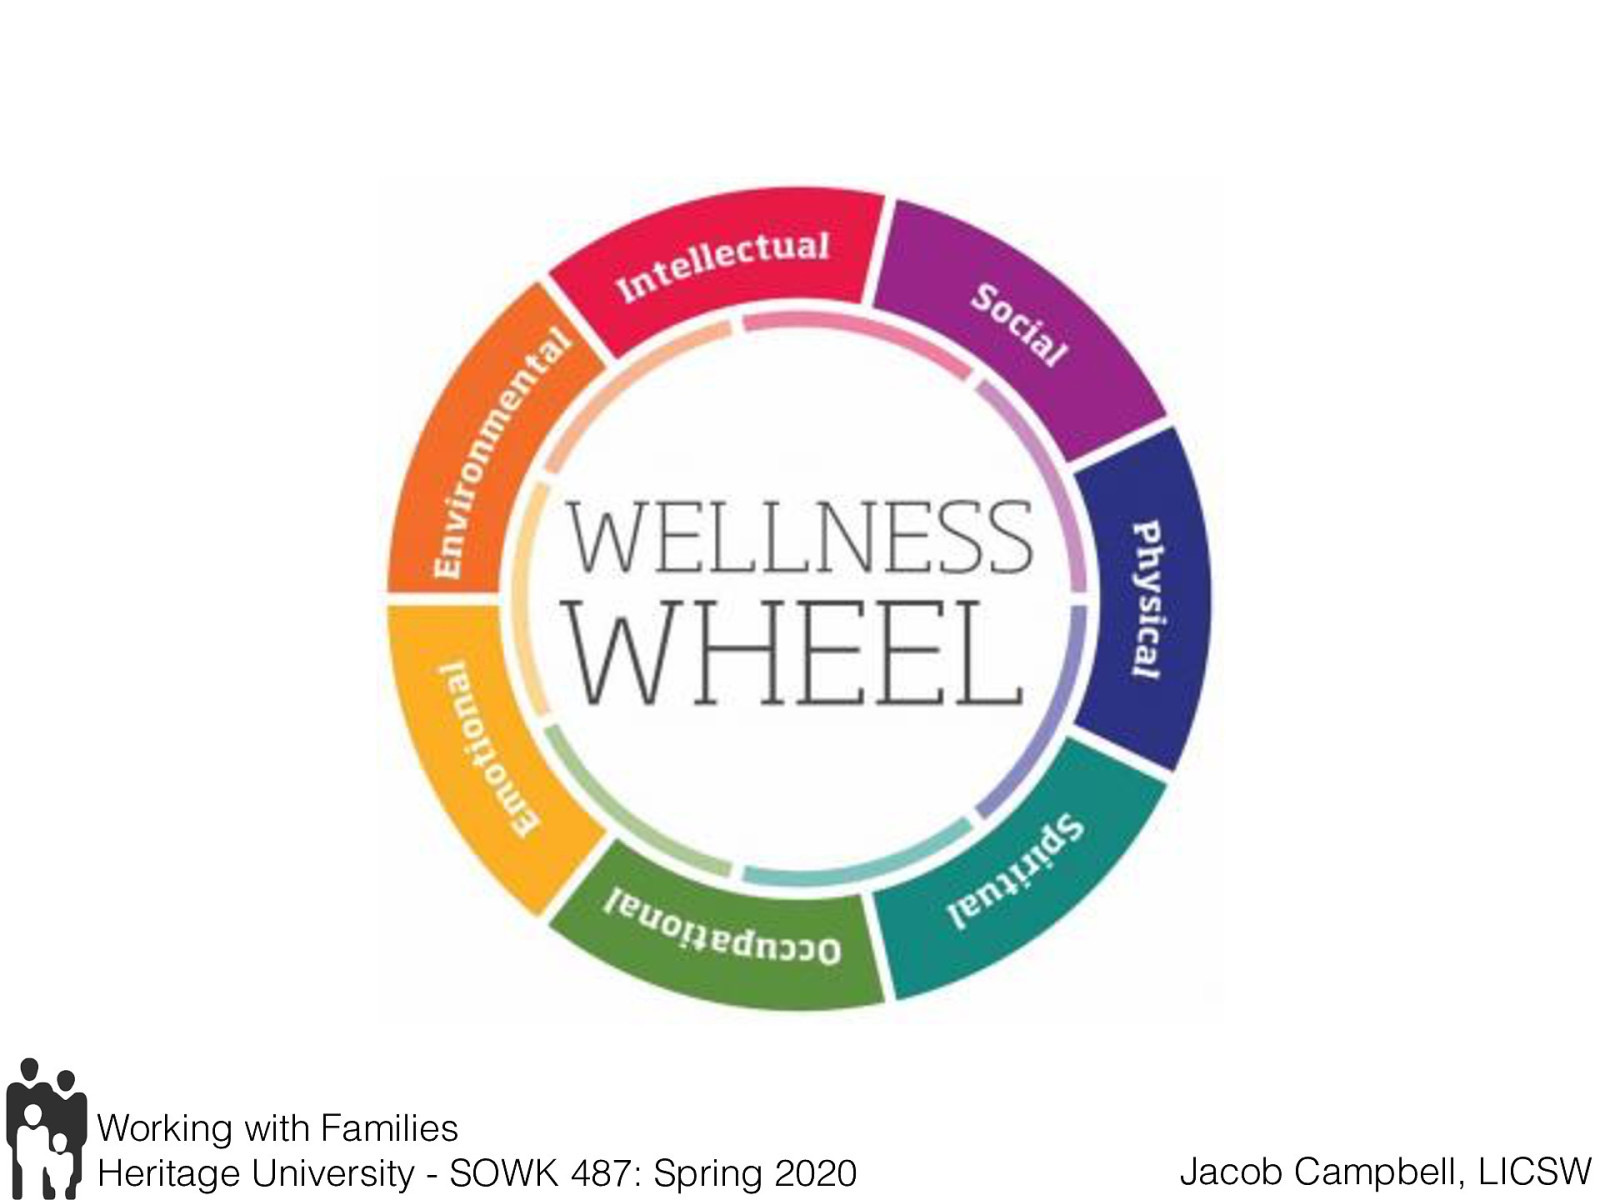 Intellectual
Social
Physical
Spiritual
Occupational
Emotional
Environmental
WELLNESS
WHEEL
Working with Families
Heritage University - SOWK 487: Spring 2020
Jacob Campbell, LICSW